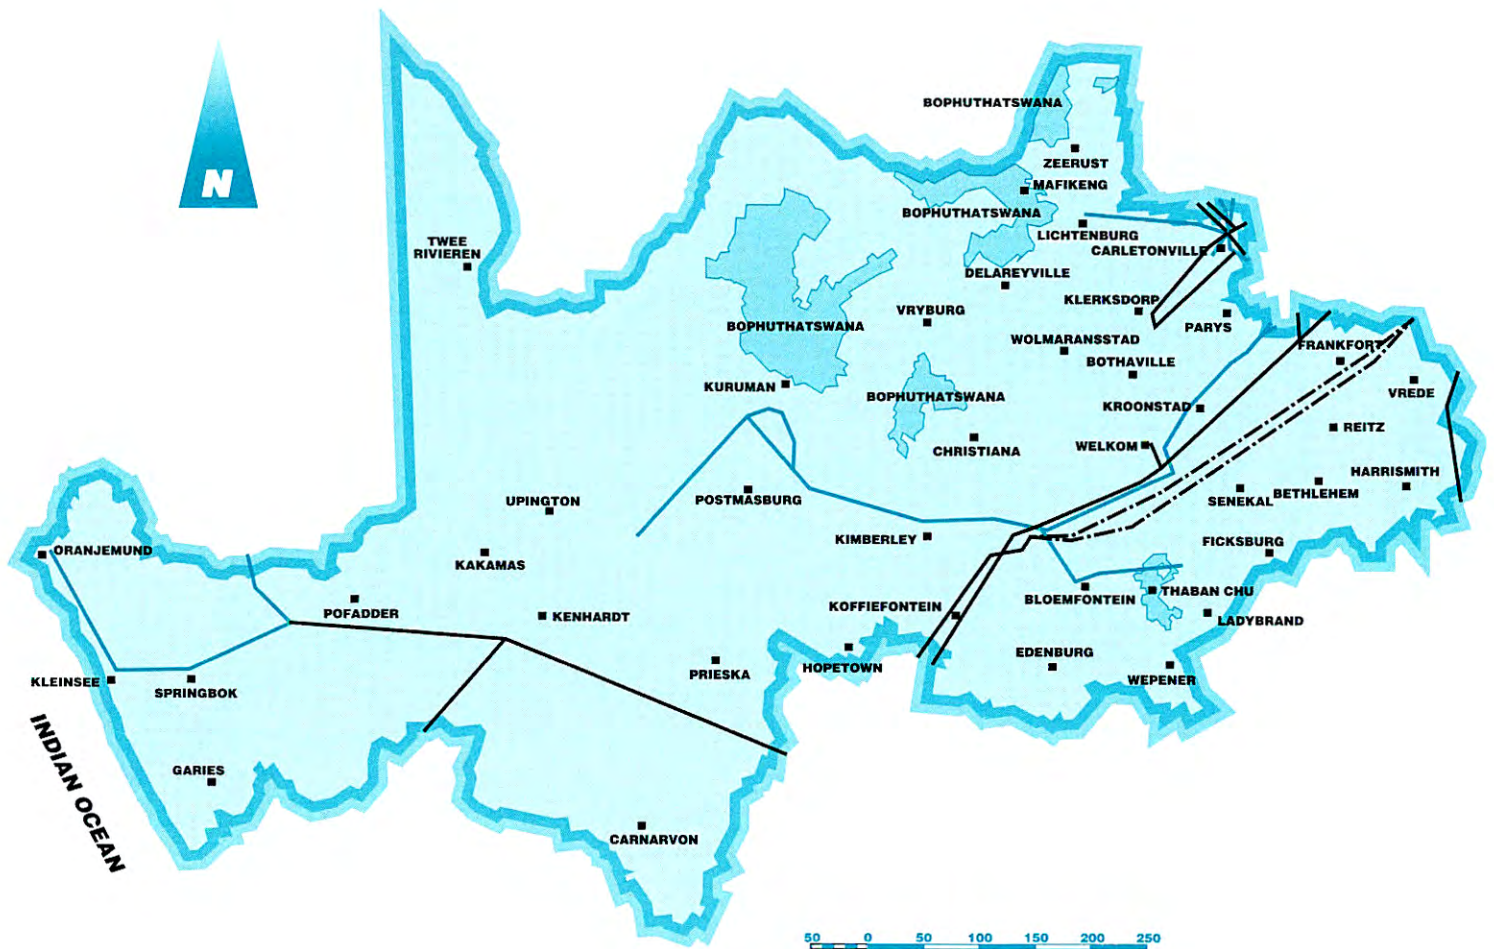 BOPHUTHATSWANA
ZEERUST
MAFIKENG
N
BOPHUTHATSWANA
LICHTENBURG
CARLETONVILLE
TWEE
RIVIEREN
DELAREYVILLE
KLERKSDORP
VRYBURG
PARYS
BOPHUTHATSWANA
WOLMARANSSTAD
FRANKFORT
BOTHAVILLE
KURUMAN
VREDE
BOPHUTHATSWANA
KROONSTAD
REITZ
WELKOM
CHRISTIANA
HARRISMITH
POSTMASBURG
BETHLEHEM
UPINGTON
SENEKAL
KIMBERLEY
FICKSBURG
ORANJEMUND
KAKAMAS
THABAN CHU
BLOEMFONTEIN
KOFFIEFONTEIN
POFADDER
KENHARDT
LADYBRAND
EDENBURG
HOPETOWN
PRIESKA
WEPENER
KLEINSEE
SPRINGBOK
INDIAN OCEAN
GARIES
CARNARVON
50 0 50 100 150 200 250